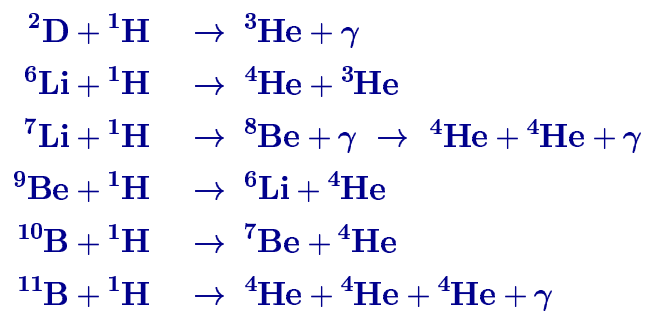 ²D + ¹H → ³He + γ
⁶Li + ¹H → ⁴He + ³He
⁷Li + ¹H → ⁸Be + γ → ⁴He + ⁴He + γ
⁹Be + ¹H → ⁶Li + ⁴He
¹⁰B + ¹H → ⁷Be + ⁴He
¹¹B + ¹H → ⁴He + ⁴He + ⁴He + γ